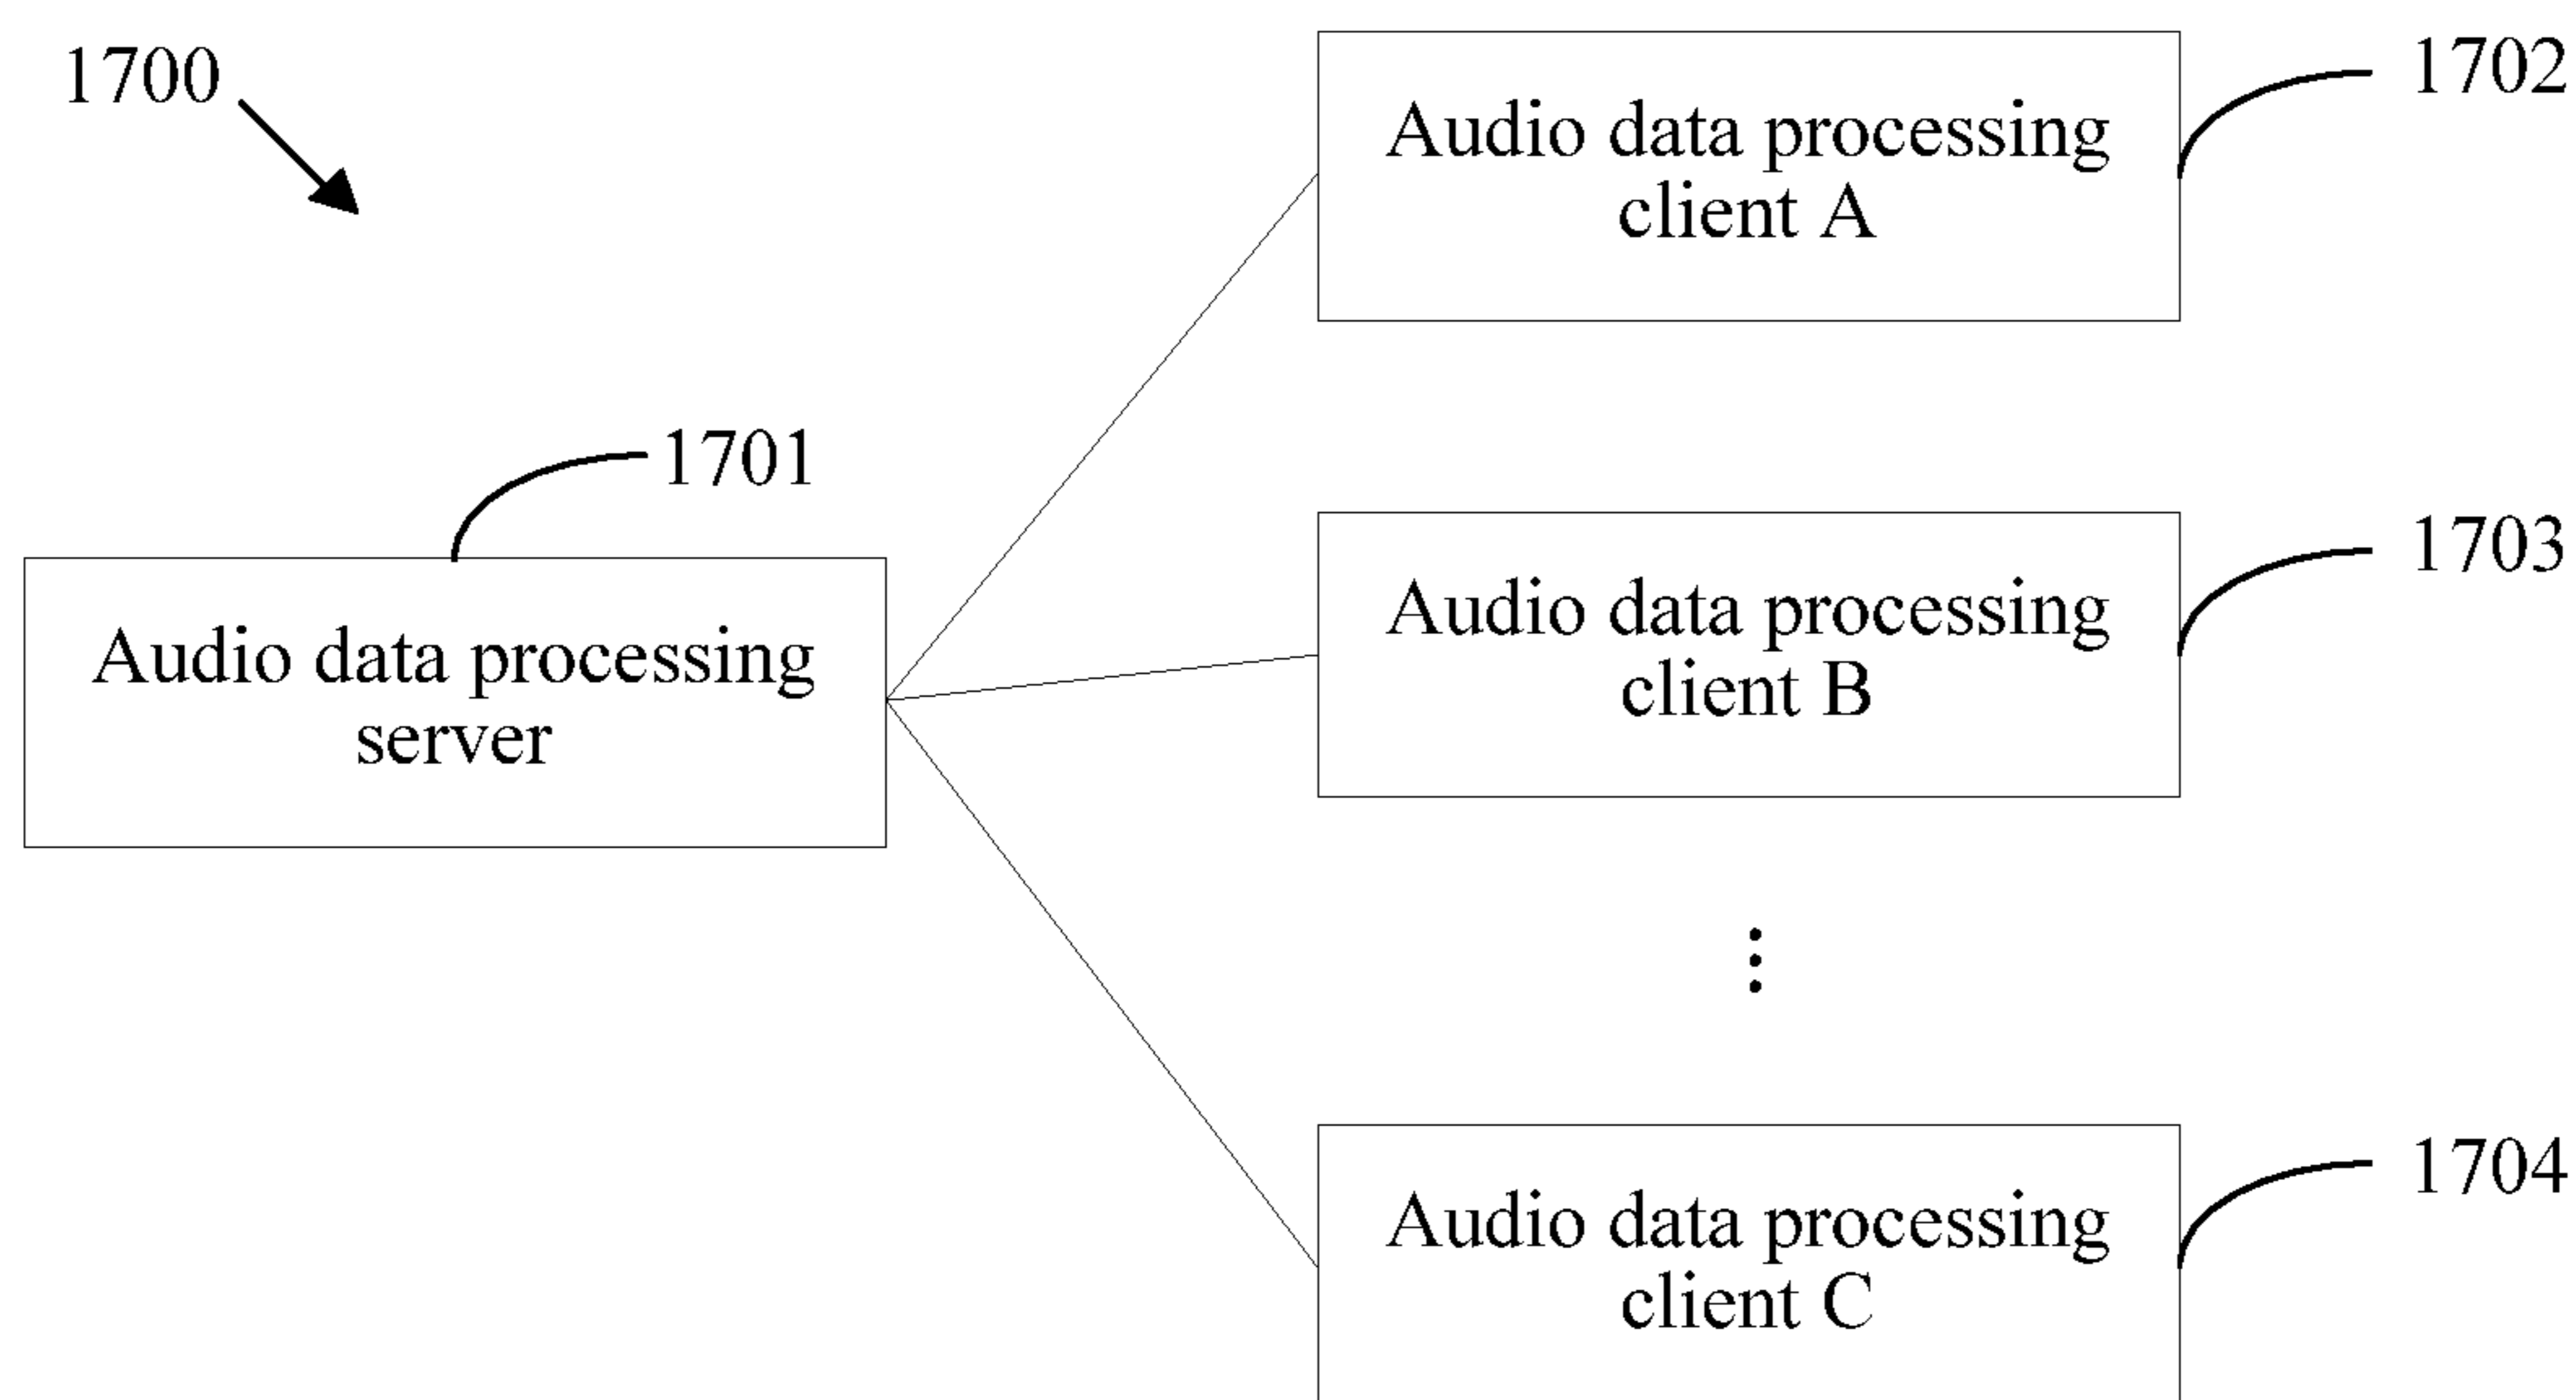 1700
1702
Audio data processing
client A
1701
1703
Audio data processing
client B
Audio data processing
server
⋮
1704
Audio data processing
client C